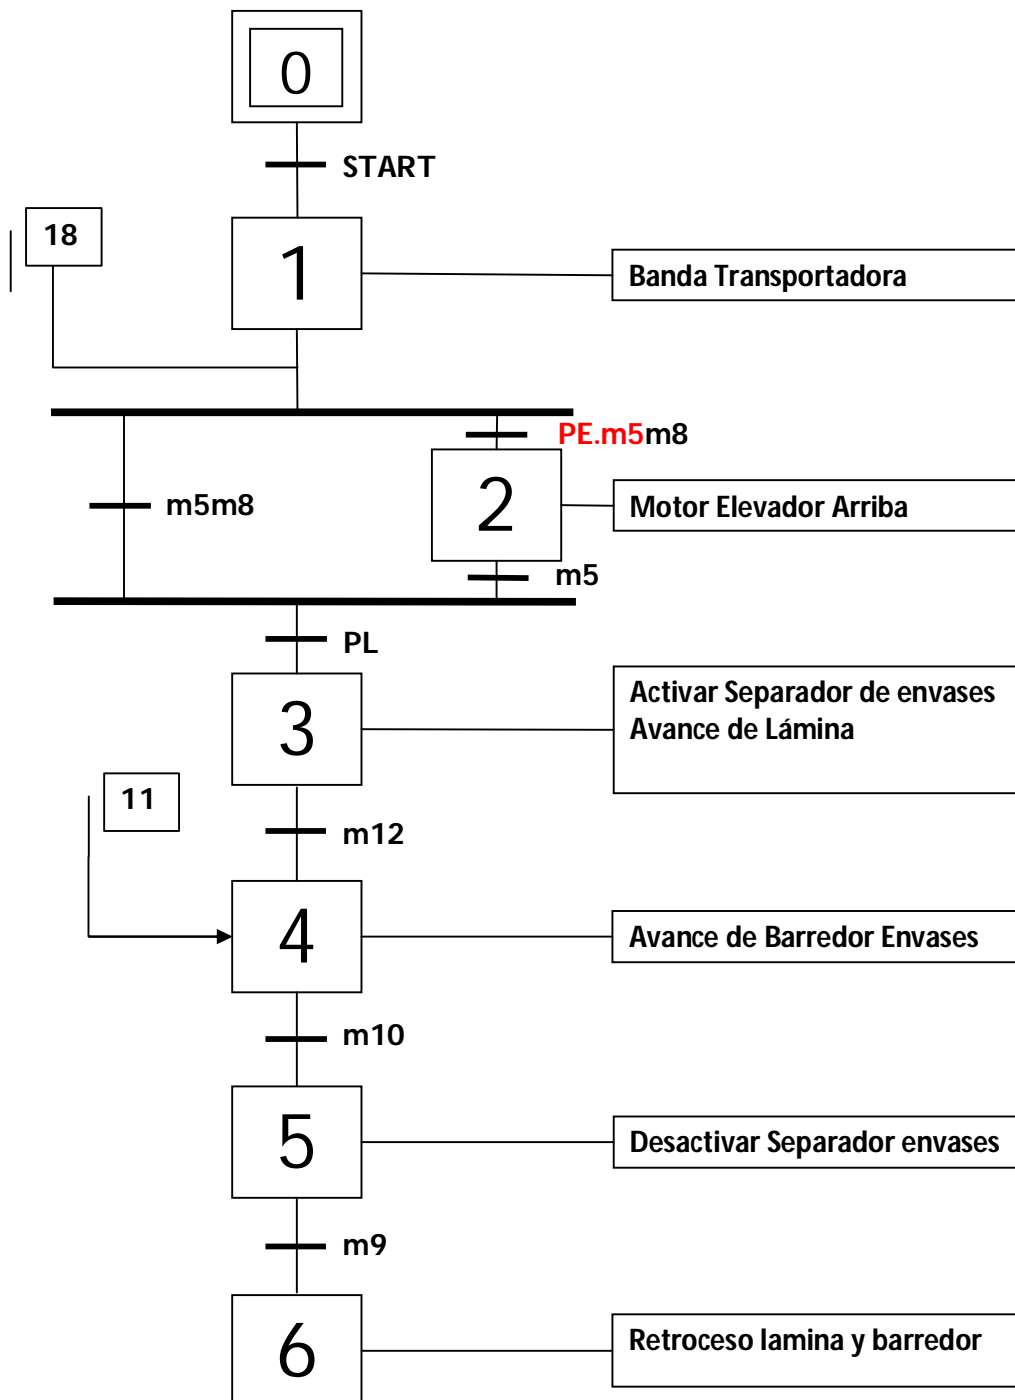 0
START
18
1
Banda Transportadora
PE.m5m8
m5m8
2
Motor Elevador Arriba
m5
PL
3
Activar Separador de envases
Avance de Lámina
11
m12
4
Avance de Barredor Envases
m10
5
Desactivar Separador envases
m9
6
Retroceso lamina y barredor